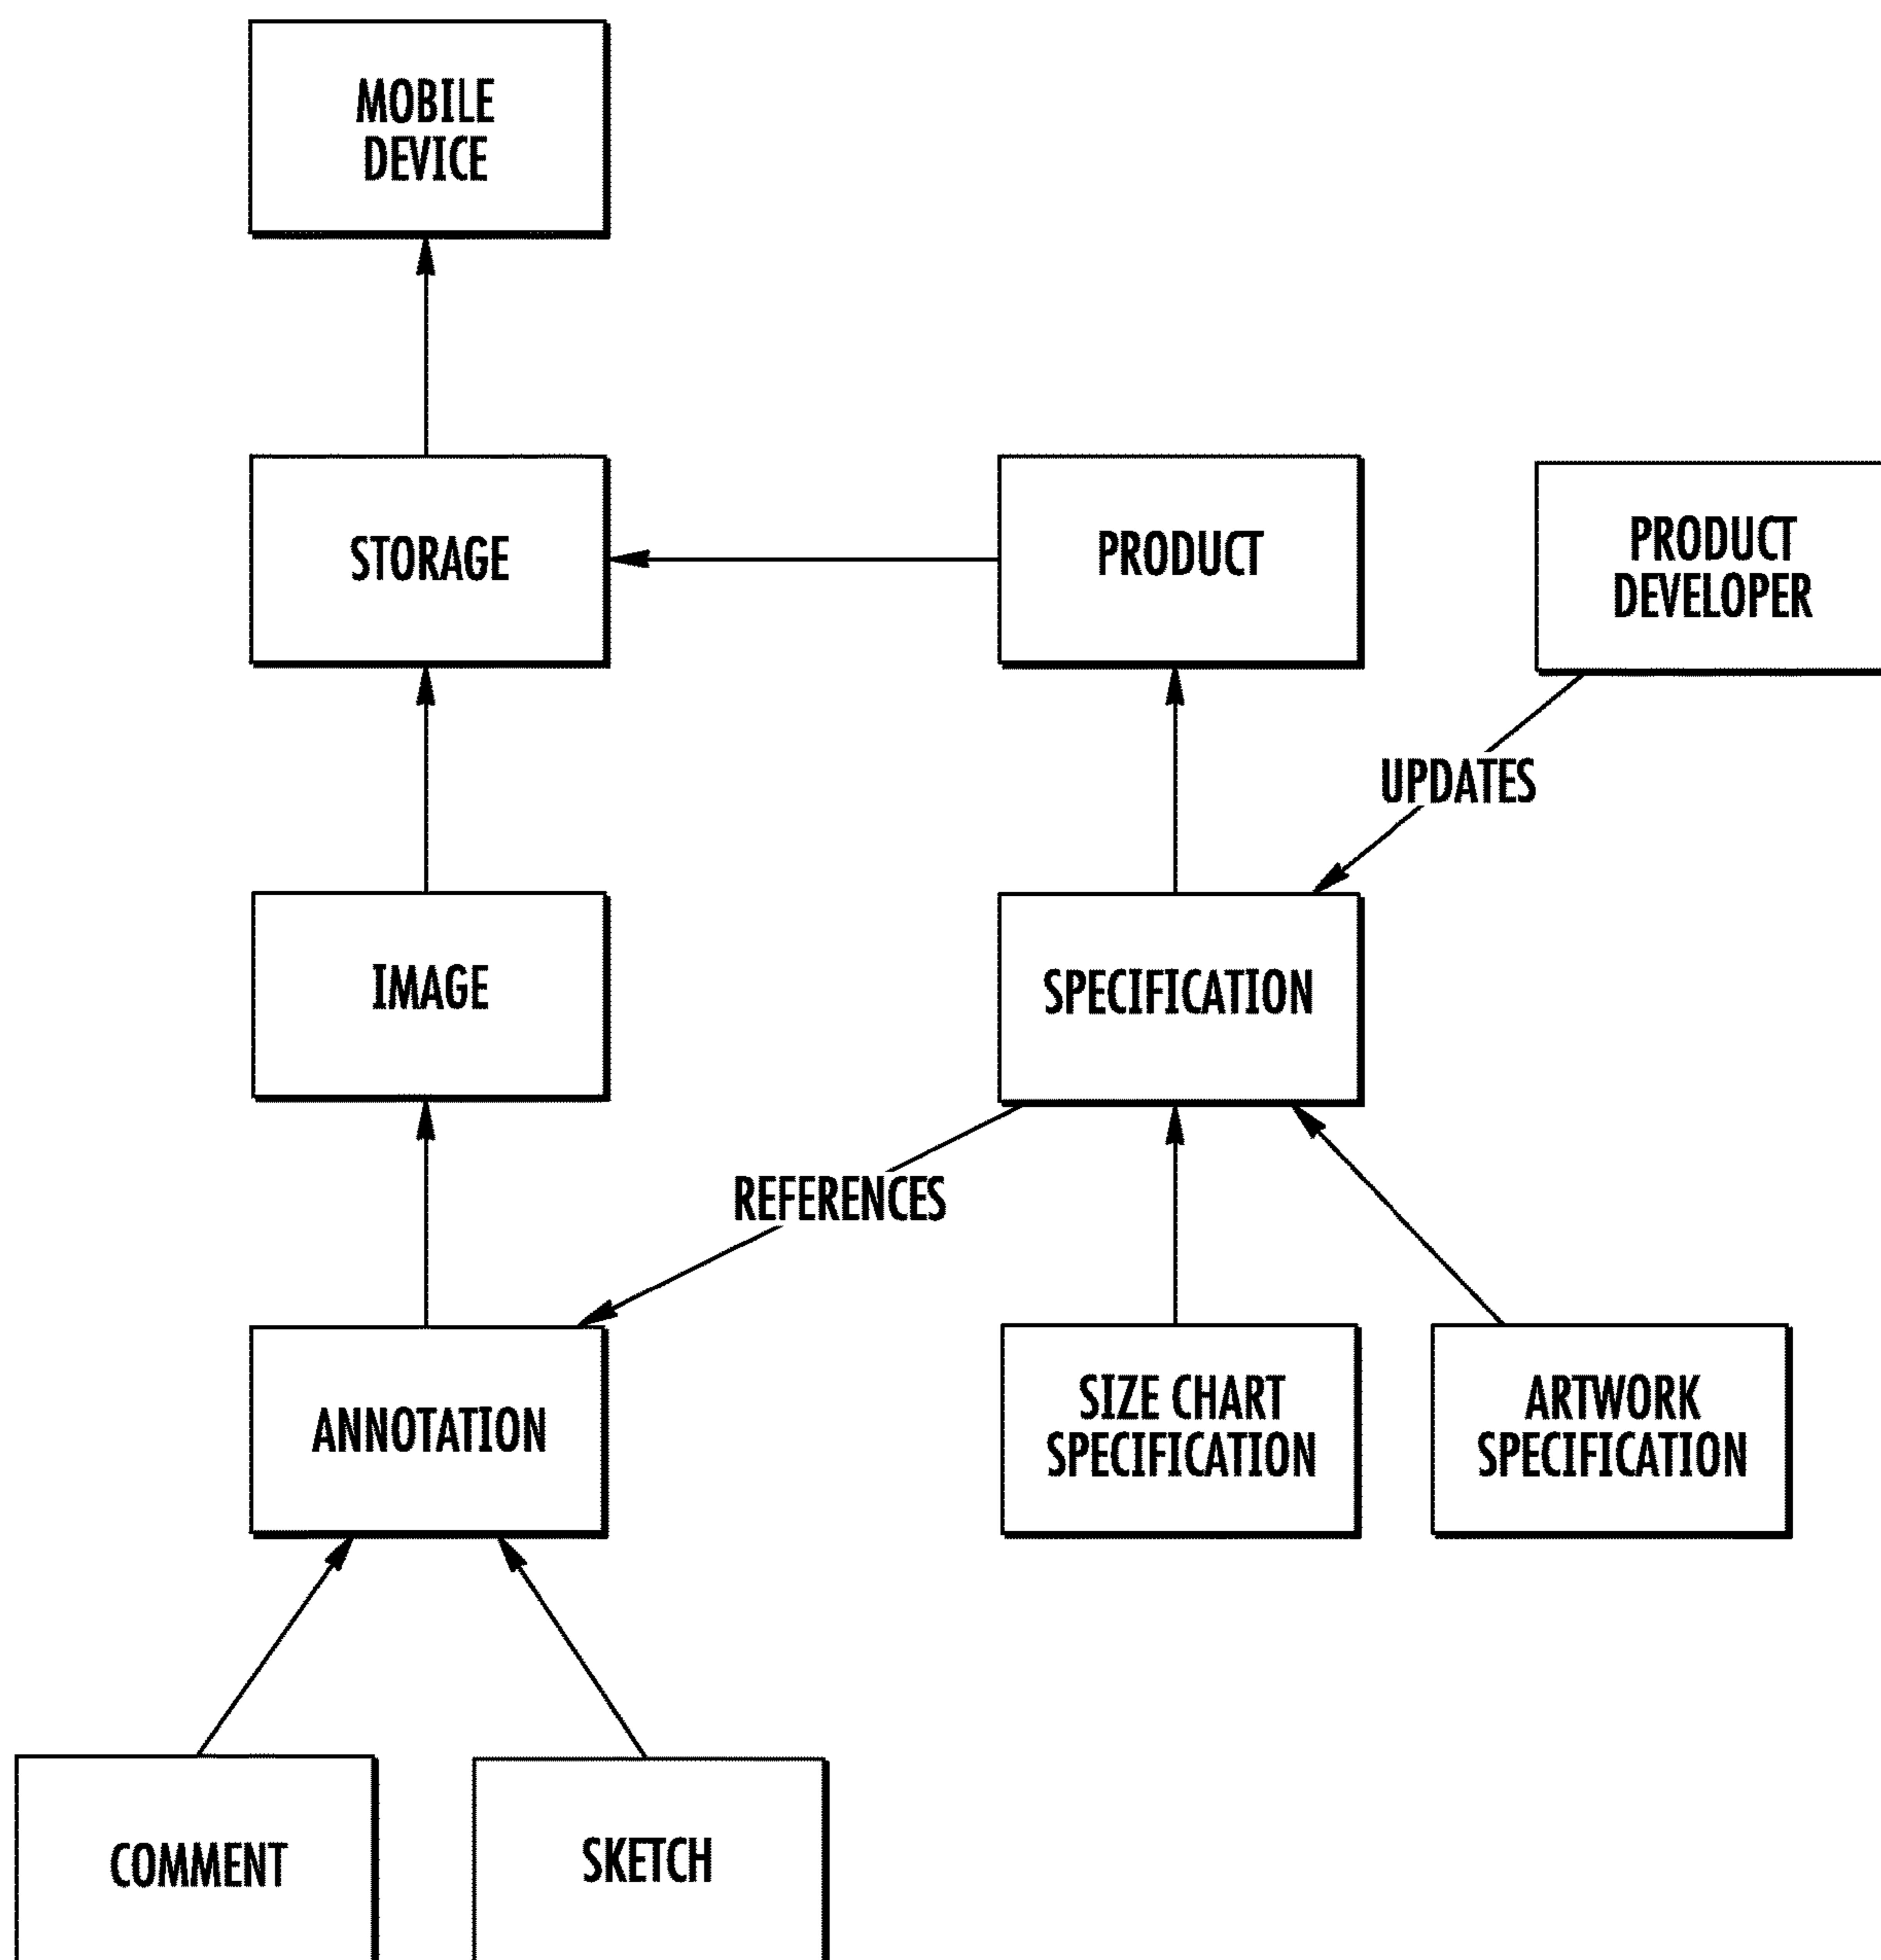 MOBILE
DEVICE
STORAGE
PRODUCT
PRODUCT
DEVELOPER
UPDATES
IMAGE
SPECIFICATION
REFERENCES
ANNOTATION
SIZE CHART
SPECIFICATION
ARTWORK
SPECIFICATION
COMMENT
SKETCH